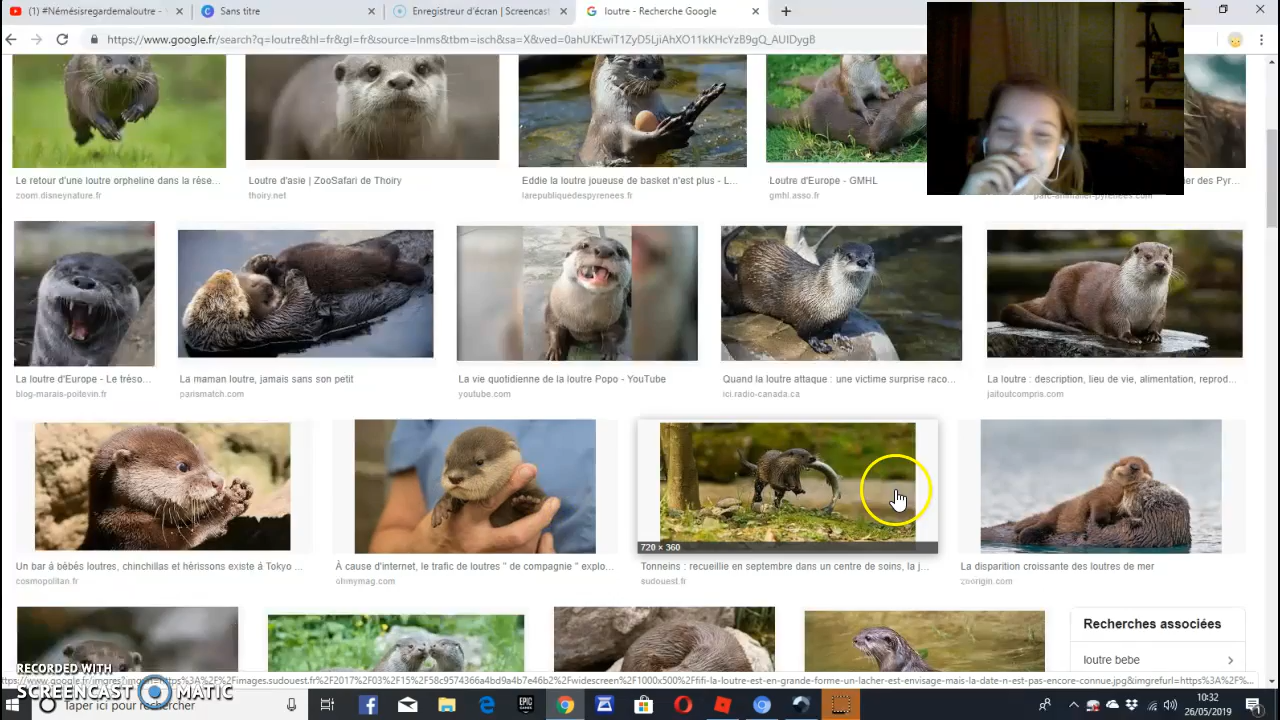 #Némésisregardemaloutre -
Sans titre
Enregistreur d'écran | Screencast
loutre - Recherche Google
https://www.google.fr/search?q=loutre&hl=fr&gl=fr&source=lnms&tbm=isch&sa=X&ved=0ahUKEwiT1ZyD5LjiAhXO11kKHcYzB9gQ_AUIDygB
Le retour d'une loutre orpheline dans la rése...
Loutre d'asie | ZooSafari de Thoiry
Eddie la loutre joueuse de basket n'est plus - L...
Loutre d'Europe - GMHL
des Pyr...
zoom.disneynature.fr
thoiry.net
larepubliquedespyrenees.fr
gmhl.asso.fr
parc-animalier-pyrenees.com
La loutre d'Europe - Le tréso...
La maman loutre, jamais sans son petit
La vie quotidienne de la loutre Popo - YouTube
Quand la loutre attaque : une victime surprise raco...
La loutre : description, lieu de vie, alimentation, reprod...
blog-marais-poitevin.fr
parismatch.com
youtube.com
ici.radio-canada.ca
jaitoutcompris.com
720 × 360
Un bar à bébés loutres, chinchillas et hérissons existe à Tokyo ...
À cause d'internet, le trafic de loutres " de compagnie " explo...
Tonneins : recueillie en septembre dans un centre de soins, la j...
La disparition croissante des loutres de mer
cosmopolitan.fr
ohmymag.com
sudouest.fr
zoorigin.com
Recherches associées
loutre bebe
RECORDED WITH
SCREENCAST MATIC
Taper ici pour rechercher
EPIC
GAMES
10:32
26/05/2019